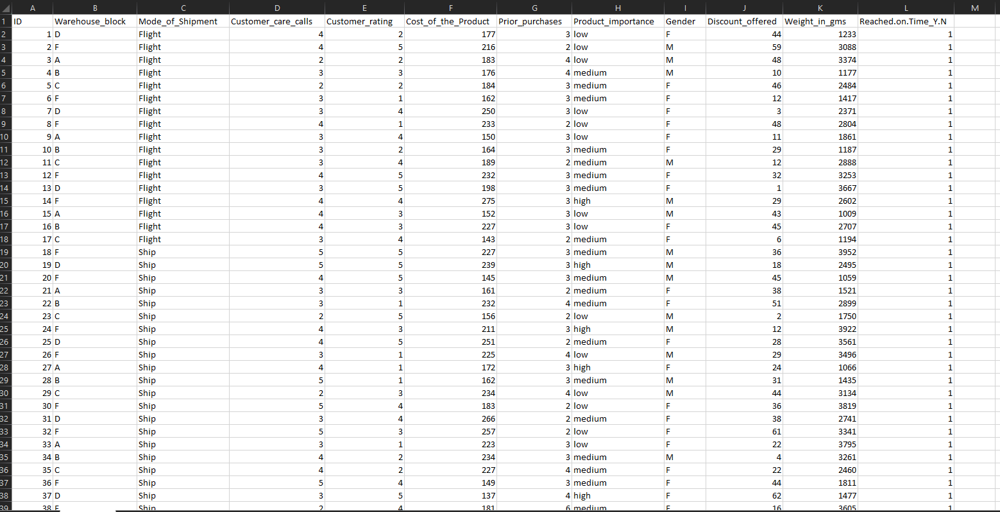 A B C D E F G H I J K L M
1 ID Warehouse_block Mode_of_Shipment Customer_care_calls Customer_rating Cost_of_the_Product Prior_purchases Product_importance Gender Discount_offered Weight_in_gms Reached.on.Time_Y.N
2 1 D Flight 4 2 177 3 low F 44 1233 1
3 2 F Flight 4 5 216 2 low M 59 3088 1
4 3 A Flight 2 2 183 4 low M 48 3374 1
5 4 B Flight 3 3 176 4 medium M 10 1177 1
6 5 C Flight 2 2 184 3 medium F 46 2484 1
7 6 F Flight 3 1 162 3 medium F 12 1417 1
8 7 D Flight 3 4 250 3 low F 3 2371 1
9 8 F Flight 4 1 233 2 low F 48 2804 1
10 9 A Flight 3 4 150 3 low F 11 1861 1
11 10 B Flight 3 2 164 3 medium F 29 1187 1
12 11 C Flight 3 4 189 2 medium M 12 2888 1
13 12 F Flight 4 5 232 3 medium F 32 3253 1
14 13 D Flight 3 5 198 3 medium F 1 3667 1
15 14 F Flight 4 4 275 3 high M 29 2602 1
16 15 A Flight 4 3 152 3 low M 43 1009 1
17 16 B Flight 4 3 227 3 low F 45 2707 1
18 17 C Flight 3 4 143 2 medium F 6 1194 1
19 18 F Ship 5 5 227 3 medium M 36 3952 1
20 19 D Ship 5 5 239 3 high M 18 2495 1
21 20 F Ship 4 5 145 3 medium M 45 1059 1
22 21 A Ship 3 3 161 2 medium F 38 1521 1
23 22 B Ship 3 1 232 4 medium F 51 2899 1
24 23 C Ship 2 5 156 2 low M 2 1750 1
25 24 F Ship 4 3 211 3 high M 12 3922 1
26 25 D Ship 4 5 251 2 medium F 28 3561 1
27 26 F Ship 3 1 225 4 low M 29 3496 1
28 27 A Ship 4 1 172 3 high F 24 1066 1
29 28 B Ship 5 1 162 3 medium M 31 1435 1
30 29 C Ship 2 3 234 4 low M 44 3134 1
31 30 F Ship 5 4 183 2 low F 36 3819 1
32 31 D Ship 3 4 266 2 medium F 38 2741 1
33 32 F Ship 5 3 257 2 low F 61 3341 1
34 33 A Ship 3 1 223 3 low F 22 3795 1
35 34 B Ship 4 2 234 3 medium M 4 3261 1
36 35 C Ship 4 2 227 4 medium F 22 2460 1
37 36 F Ship 5 4 149 3 medium F 44 1811 1
38 37 D Ship 3 5 137 4 high F 62 1477 1
39 38 F Ship 2 4 181 6 medium F 16 3605 1